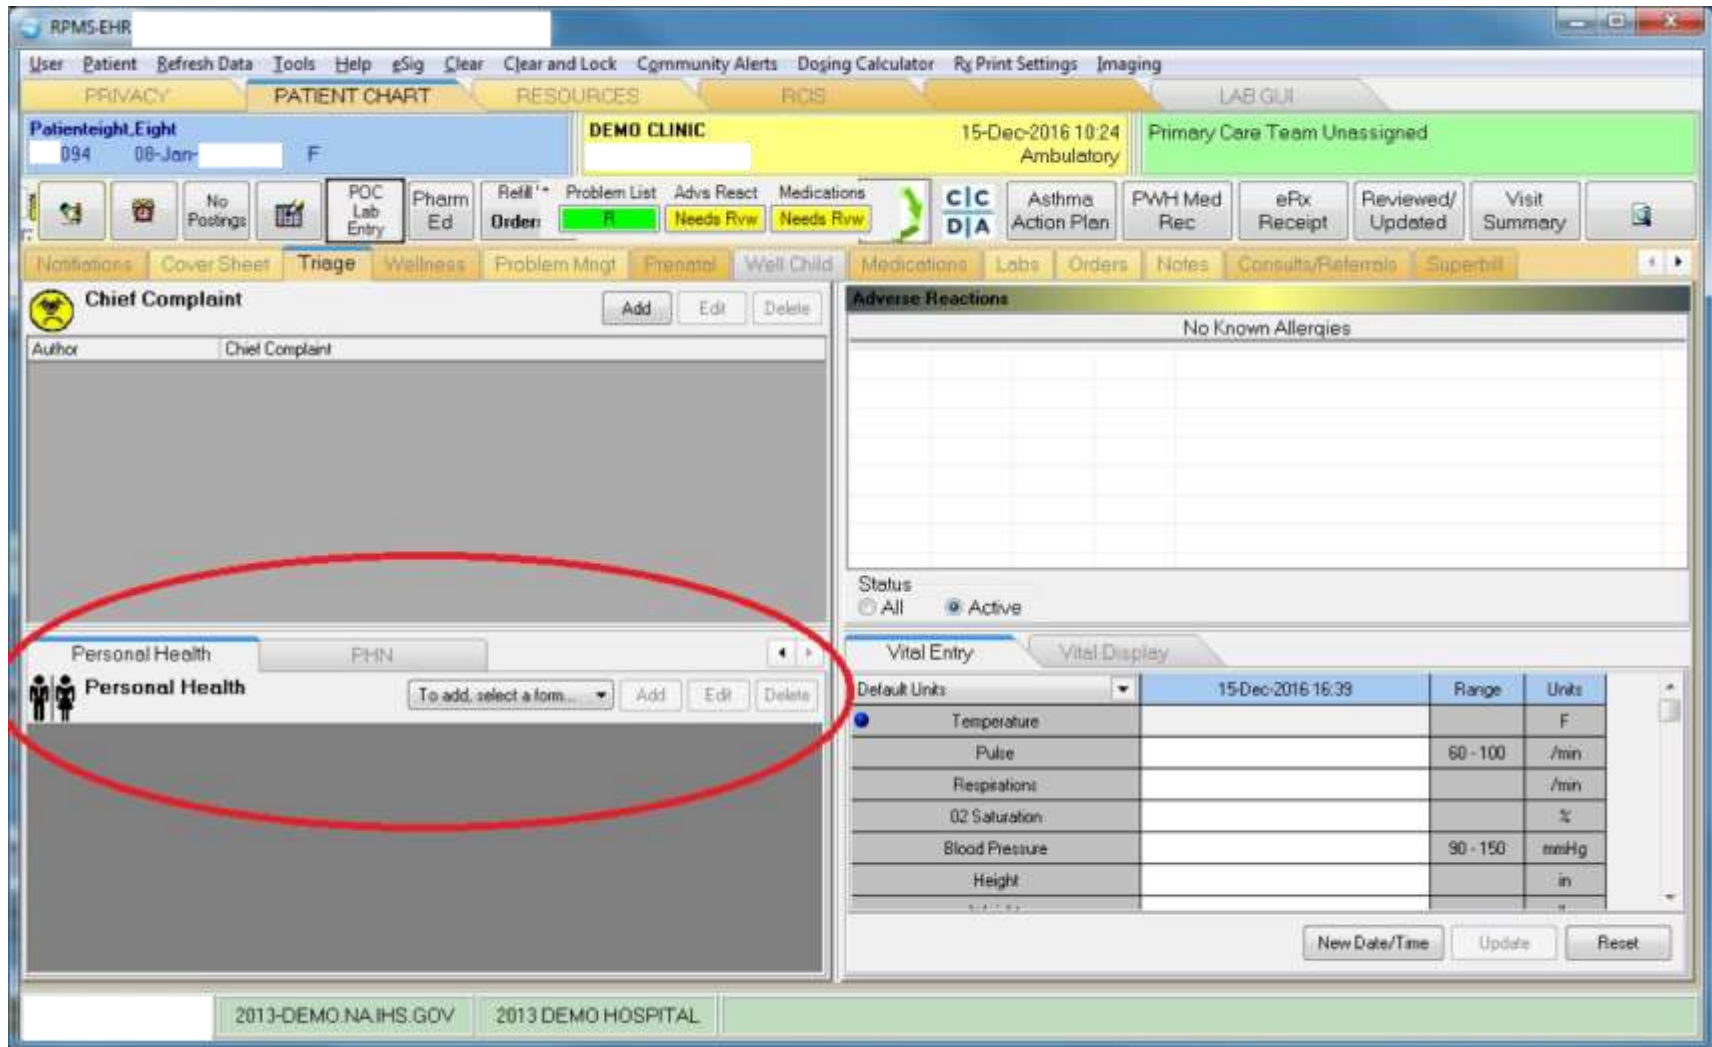 RPMS-EHR
User Patient Refresh Data Tools Help eSig Clear Clear and Lock Community Alerts Dosing Calculator Rx Print Settings Imaging
PRIVACY PATIENT CHART RESOURCES RCIS LAB GUI
Patienteight,Eight DEMO CLINIC 15-Dec-2016 10:24 Primary Care Team Unassigned
094 08-Jan- F Ambulatory
No Postings
POC Lab Entry
Pharm Ed
Refill
Order:
Problem List Advs React Medications
R Needs Rvw Needs Rvw
C C D A
Asthma Action Plan
PWH Med Rec
eRx Receipt
Reviewed/ Updated
Visit Summary
Notifiations Cover Sheet Triage Wellness Problem Mngt Prenatal Well Child Medications Labs Orders Notes Consults/Referrals Superbill
Chief Complaint Add Edit Delete
Author Chief Complaint
Adverse Reactions
No Known Allergies
Status
All Active
Personal Health PHN
Personal Health To add, select a form... Add Edit Delete
Vital Entry Vital Display
Default Units 15-Dec-2016 16:39 Range Units
Temperature F
Pulse 60 - 100 /min
Respirations /min
02 Saturation %
Blood Pressure 90 - 150 mmHg
Height in
New Date/Time Update Reset
2013-DEMO.NA.IHS.GOV 2013 DEMO HOSPITAL